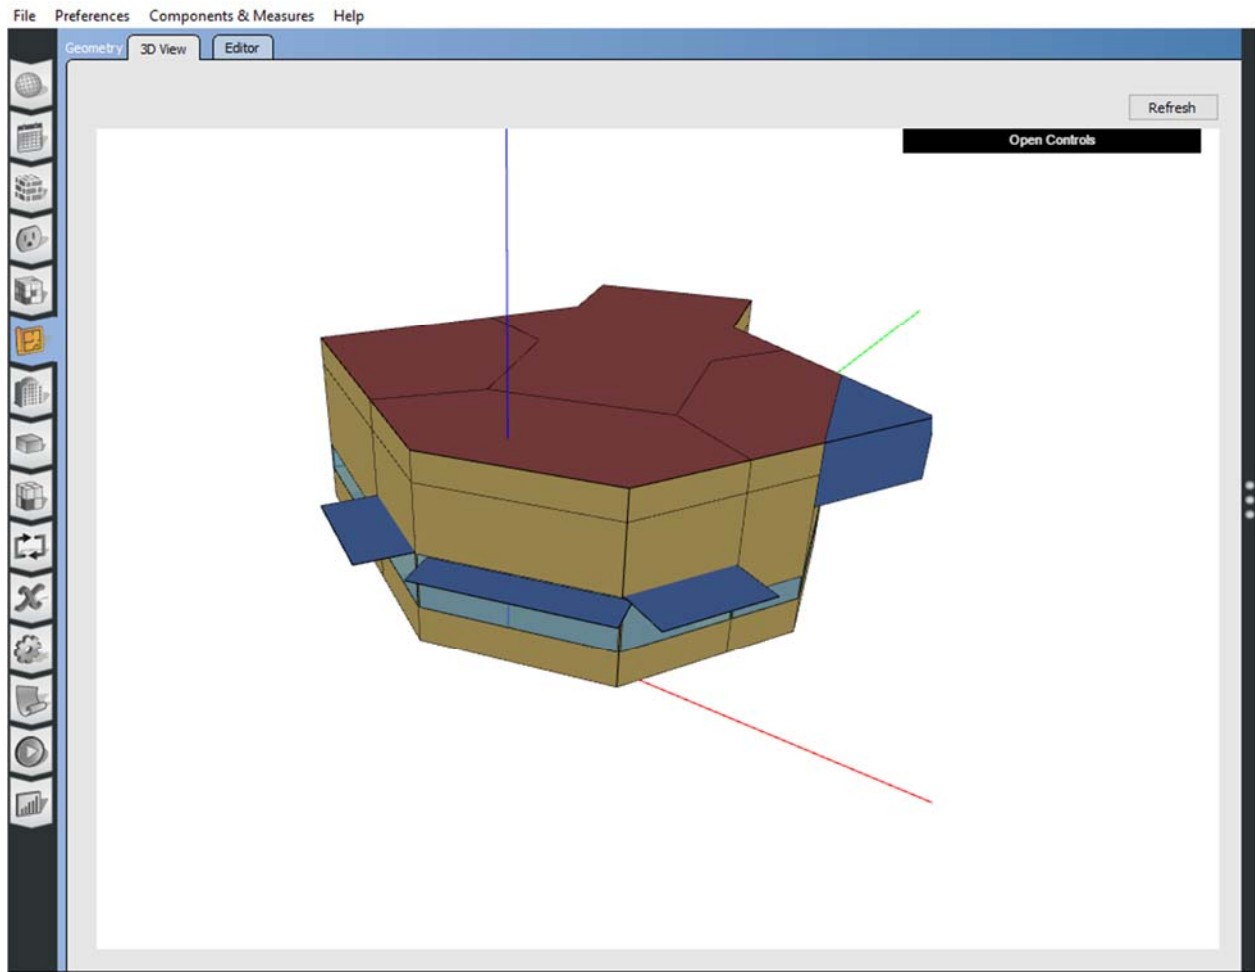 File Preferences Components & Measures Help
Geometry 3D View Editor
Refresh
Open Controls